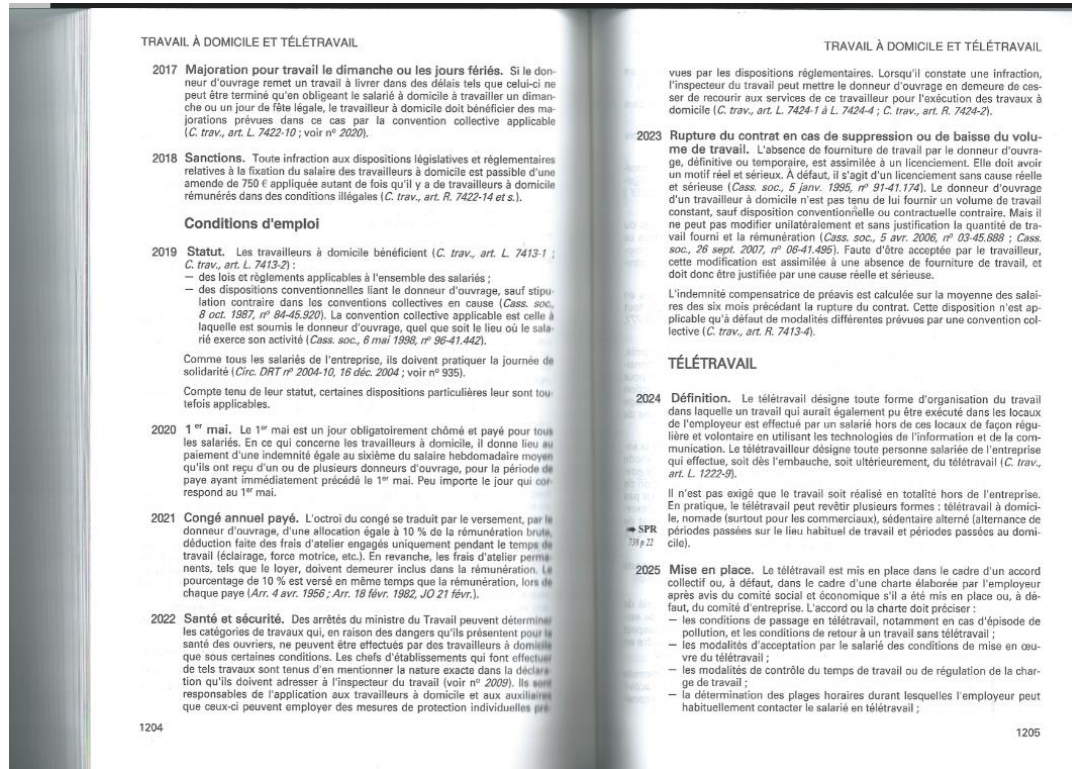 TRAVAIL À DOMICILE ET TÉLÉTRAVAIL
2017 Majoration pour travail le dimanche ou les jours fériés. Si le don-
neur d'ouvrage remet un travail à livrer dans des délais tels que celui-ci ne
peut être terminé qu'en obligeant le salarié à domicile à travailler un diman-
che ou un jour de fête légale, le travailleur à domicile doit bénéficier des ma-
jorations prévues dans ce cas par la convention collective applicable
(C. trav., art. L. 7422-10 ; voir nº 2020).
2018 Sanctions. Toute infraction aux dispositions législatives et réglementaires
relatives à la fixation du salaire des travailleurs à domicile est passible d'une
amende de 750 € appliquée autant de fois qu'il y a de travailleurs à domicile
rémunérés dans des conditions illégales (C. trav., art. R. 7422-14 et s.).
Conditions d'emploi
2019 Statut. Les travailleurs à domicile bénéficient (C. trav., art. L. 7413-1 ;
C. trav., art. L. 7413-2) :
— des lois et règlements applicables à l'ensemble des salariés ;
— des dispositions conventionnelles liant le donneur d'ouvrage, sauf stipu-
lation contraire dans les conventions collectives en cause (Cass. soc.,
8 oct. 1987, nº 84-45.920). La convention collective applicable est celle à
laquelle est soumis le donneur d'ouvrage, quel que soit le lieu où le sala-
rié exerce son activité (Cass. soc., 6 mai 1998, nº 96-41.442).
Comme tous les salariés de l'entreprise, ils doivent pratiquer la journée de
solidarité (Circ. DRT nº 2004-10, 16 déc. 2004 ; voir nº 935).
Compte tenu de leur statut, certaines dispositions particulières leur sont tou-
tefois applicables.
2020 1er mai. Le 1er mai est un jour obligatoirement chômé et payé pour tous
les salariés. En ce qui concerne les travailleurs à domicile, il donne lieu au
paiement d'une indemnité égale au sixième du salaire hebdomadaire moyen
qu'ils ont reçu d'un ou de plusieurs donneurs d'ouvrage, pour la période de
paye ayant immédiatement précédé le 1er mai. Peu importe le jour qui cor-
respond au 1er mai.
2021 Congé annuel payé. L'octroi du congé se traduit par le versement, par le
donneur d'ouvrage, d'une allocation égale à 10 % de la rémunération brute,
déduction faite des frais d'atelier engagés uniquement pendant le temps de
travail (éclairage, force motrice, etc.). En revanche, les frais d'atelier perma-
nents, tels que le loyer, doivent demeurer inclus dans la rémunération. Le
pourcentage de 10 % est versé en même temps que la rémunération, lors de
chaque paye (Arr. 4 avr. 1956 ; Arr. 18 févr. 1982, JO 21 févr.).
2022 Santé et sécurité. Des arrêtés du ministre du Travail peuvent déterminer
les catégories de travaux qui, en raison des dangers qu'ils présentent pour la
santé des ouvriers, ne peuvent être effectués par des travailleurs à domicile
que sous certaines conditions. Les chefs d'établissements qui font effectuer
de tels travaux sont tenus d'en mentionner la nature exacte dans la déclara-
tion qu'ils doivent adresser à l'inspecteur du travail (voir nº 2009). Ils sont
responsables de l'application aux travailleurs à domicile et aux auxiliaires
que ceux-ci peuvent employer des mesures de protection individuelles pré-
1204
TRAVAIL À DOMICILE ET TÉLÉTRAVAIL
vues par les dispositions réglementaires. Lorsqu'il constate une infraction,
l'inspecteur du travail peut mettre le donneur d'ouvrage en demeure de ces-
ser de recourir aux services de ce travailleur pour l'exécution des travaux à
domicile (C. trav., art. L. 7424-1 à L. 7424-4 ; C. trav., art. R. 7424-2).
2023 Rupture du contrat en cas de suppression ou de baisse du volu-
me de travail. L'absence de fourniture de travail par le donneur d'ouvra-
ge, définitive ou temporaire, est assimilée à un licenciement. Elle doit avoir
un motif réel et sérieux. À défaut, il s'agit d'un licenciement sans cause réelle
et sérieuse (Cass. soc., 5 janv. 1995, nº 91-41.174). Le donneur d'ouvrage
d'un travailleur à domicile n'est pas tenu de lui fournir un volume de travail
constant, sauf disposition conventionnelle ou contractuelle contraire. Mais il
ne peut pas modifier unilatéralement et sans justification la quantité de tra-
vail fourni et la rémunération (Cass. soc., 5 avr. 2006, nº 03-45.888 ; Cass.
soc., 26 sept. 2007, nº 06-41.495). Faute d'être acceptée par le travailleur,
cette modification est assimilée à une absence de fourniture de travail, et
doit donc être justifiée par une cause réelle et sérieuse.
L'indemnité compensatrice de préavis est calculée sur la moyenne des salai-
res des six mois précédant la rupture du contrat. Cette disposition n'est ap-
plicable qu'à défaut de modalités différentes prévues par une convention col-
lective (C. trav., art. R. 7413-4).
TÉLÉTRAVAIL
2024 Définition. Le télétravail désigne toute forme d'organisation du travail
dans laquelle un travail qui aurait également pu être exécuté dans les locaux
de l'employeur est effectué par un salarié hors de ces locaux de façon régu-
lière et volontaire en utilisant les technologies de l'information et de la com-
munication. Le télétravailleur désigne toute personne salariée de l'entreprise
qui effectue, soit dès l'embauche, soit ultérieurement, du télétravail (C. trav.,
art. L. 1222-9).
Il n'est pas exigé que le travail soit réalisé en totalité hors de l'entreprise.
En pratique, le télétravail peut revêtir plusieurs formes : télétravail à domici-
le, nomade (surtout pour les commerciaux), sédentaire alterné (alternance de
➡ SPR périodes passées sur le lieu habituel de travail et périodes passées au domi-
738 p 22 cile).
2025 Mise en place. Le télétravail est mis en place dans le cadre d'un accord
collectif ou, à défaut, dans le cadre d'une charte élaborée par l'employeur
après avis du comité social et économique s'il a été mis en place ou, à dé-
faut, du comité d'entreprise. L'accord ou la charte doit préciser :
— les conditions de passage en télétravail, notamment en cas d'épisode de
pollution, et les conditions de retour à un travail sans télétravail ;
— les modalités d'acceptation par le salarié des conditions de mise en œu-
vre du télétravail ;
— les modalités de contrôle du temps de travail ou de régulation de la char-
ge de travail ;
— la détermination des plages horaires durant lesquelles l'employeur peut
habituellement contacter le salarié en télétravail ;
1205